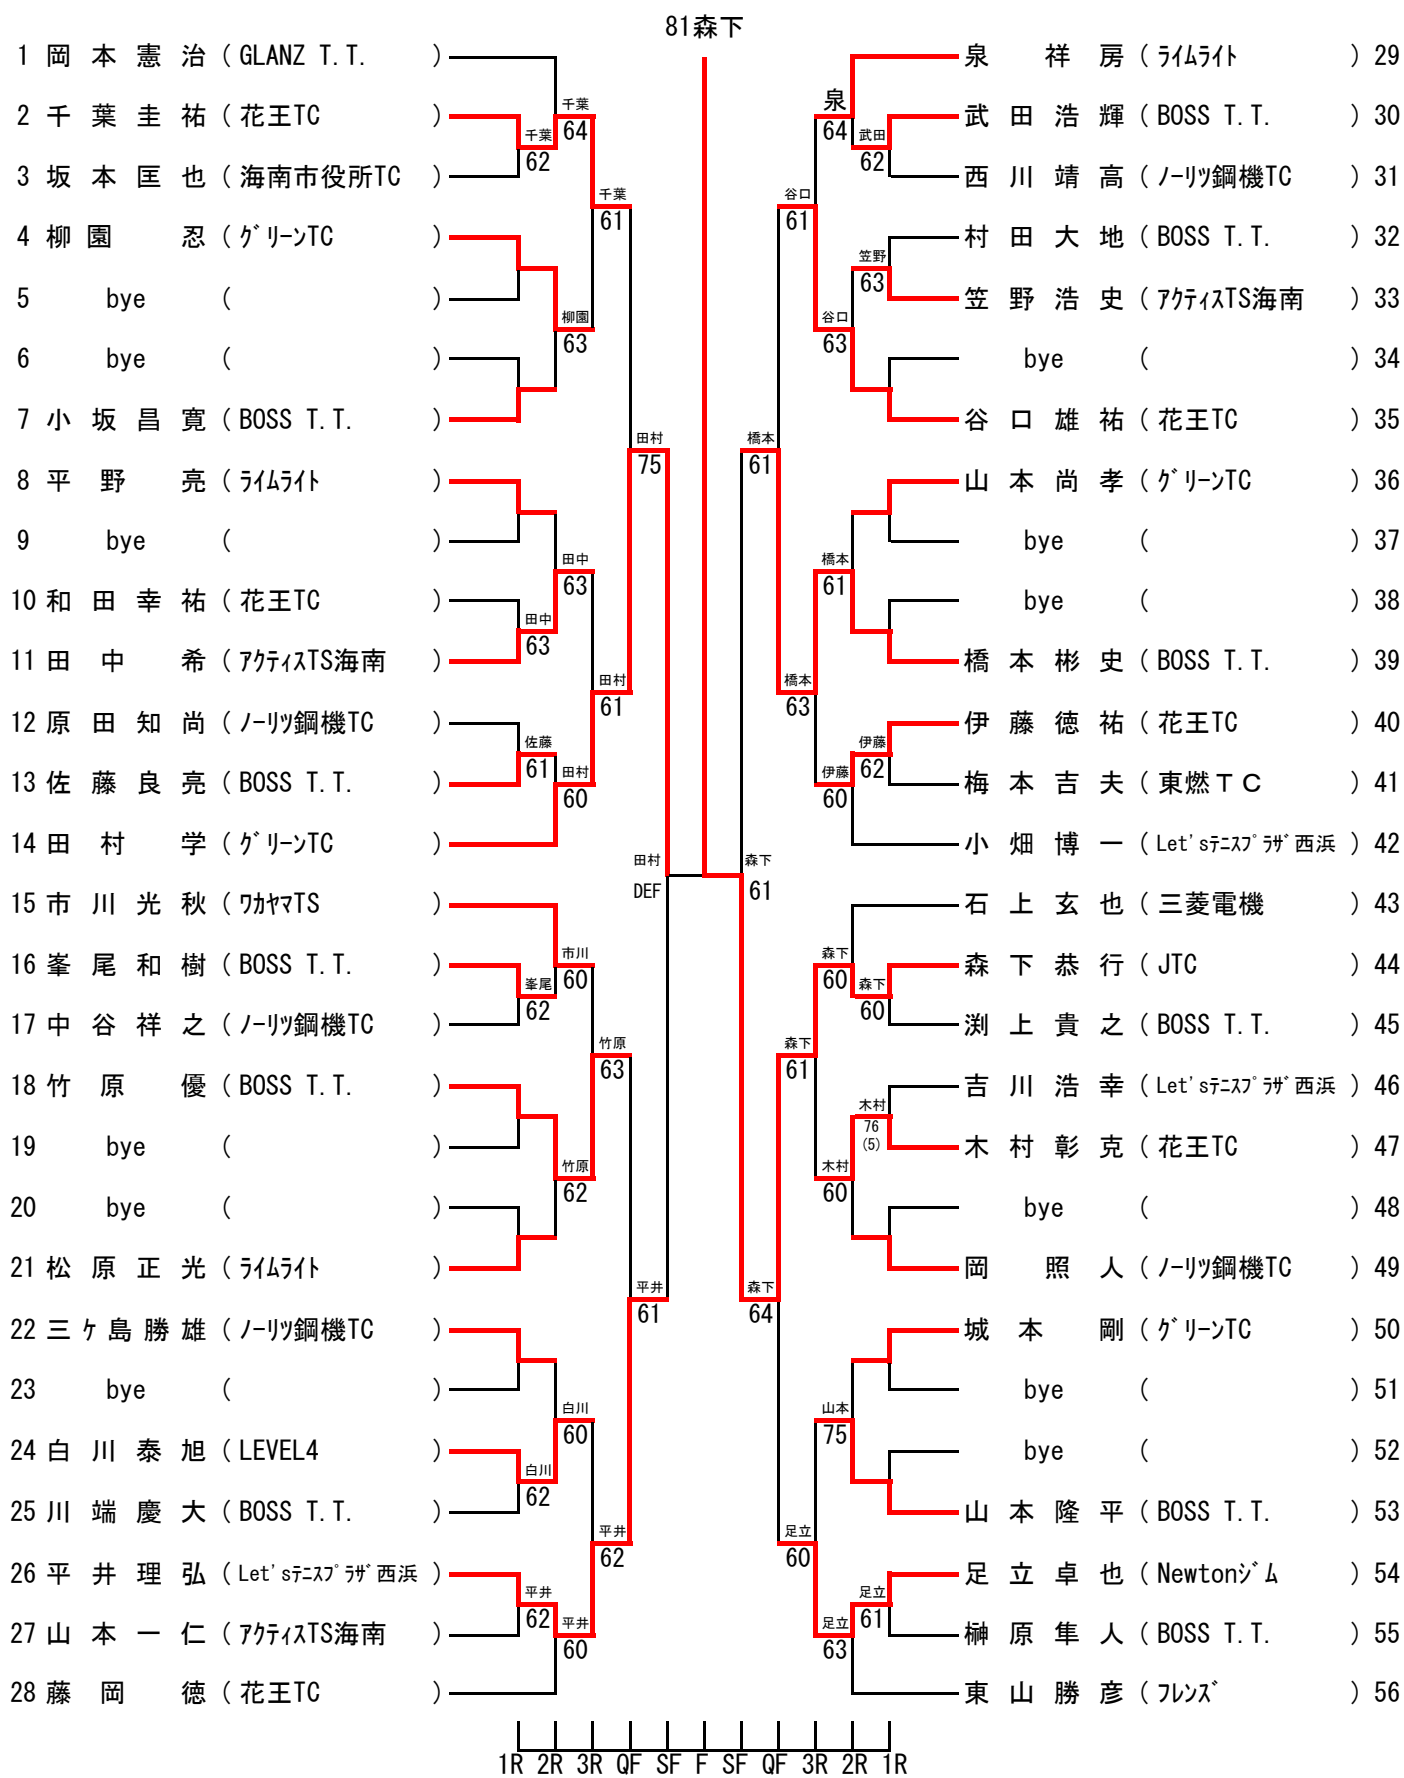 81森下
1 岡本憲治 ( GLANZ T.T. )
2 千葉圭祐 ( 花王TC )
3 坂本匡也 ( 海南市役所TC )
4 柳園 忍 ( グリーンTC )
5 bye ( )
6 bye ( )
7 小坂昌寛 ( BOSS T.T. )
8 平野 亮 ( ライムライト )
9 bye ( )
10 和田幸祐 ( 花王TC )
11 田中 希 ( アクティスTS海南 )
12 原田知尚 ( ノーリツ鋼機TC )
13 佐藤良亮 ( BOSS T.T. )
14 田村 学 ( グリーンTC )
15 市川光秋 ( ワカヤマTS )
16 峯尾和樹 ( BOSS T.T. )
17 中谷祥之 ( ノーリツ鋼機TC )
18 竹原 優 ( BOSS T.T. )
19 bye ( )
20 bye ( )
21 松原正光 ( ライムライト )
22 三ケ島勝雄 ( ノーリツ鋼機TC )
23 bye ( )
24 白川泰旭 ( LEVEL4 )
25 川端慶大 ( BOSS T.T. )
26 平井理弘 ( Let'sテニスプラザ西浜 )
27 山本一仁 ( アクティスTS海南 )
28 藤岡 徳 ( 花王TC )
千葉
62
田中
63
佐藤
61
峯尾
62
白川
62
平井
62
千葉
64
柳園
63
田中
63
田村
60
市川
60
竹原
62
白川
60
平井
60
千葉
61
田村
61
竹原
63
平井
62
田村
75
平井
61
田村
DEF
森下
61
橋本
61
森下
64
谷口
61
橋本
63
森下
61
足立
60
泉
64
谷口
63
橋本
61
伊藤
60
森下
60
木村
60
山本
75
足立
63
武田
62
笠野
63
伊藤
62
森下
60
木村
76
(5)
足立
61
泉 祥房 ( ライムライト ) 29
武田浩輝 ( BOSS T.T. ) 30
西川靖高 ( ノーリツ鋼機TC ) 31
村田大地 ( BOSS T.T. ) 32
笠野浩史 ( アクティスTS海南 ) 33
bye ( ) 34
谷口雄祐 ( 花王TC ) 35
山本尚孝 ( グリーンTC ) 36
bye ( ) 37
bye ( ) 38
橋本彬史 ( BOSS T.T. ) 39
伊藤徳祐 ( 花王TC ) 40
梅本吉夫 ( 東燃ＴＣ ) 41
小畑博一 ( Let'sテニスプラザ西浜 ) 42
石上玄也 ( 三菱電機 ) 43
森下恭行 ( JTC ) 44
渕上貴之 ( BOSS T.T. ) 45
吉川浩幸 ( Let'sテニスプラザ西浜 ) 46
木村彰克 ( 花王TC ) 47
bye ( ) 48
岡 照人 ( ノーリツ鋼機TC ) 49
城本 剛 ( グリーンTC ) 50
bye ( ) 51
bye ( ) 52
山本隆平 ( BOSS T.T. ) 53
足立卓也 ( Newtonジム ) 54
榊原隼人 ( BOSS T.T. ) 55
東山勝彦 ( フレンズ ) 56
1R 2R 3R QF SF F SF QF 3R 2R 1R